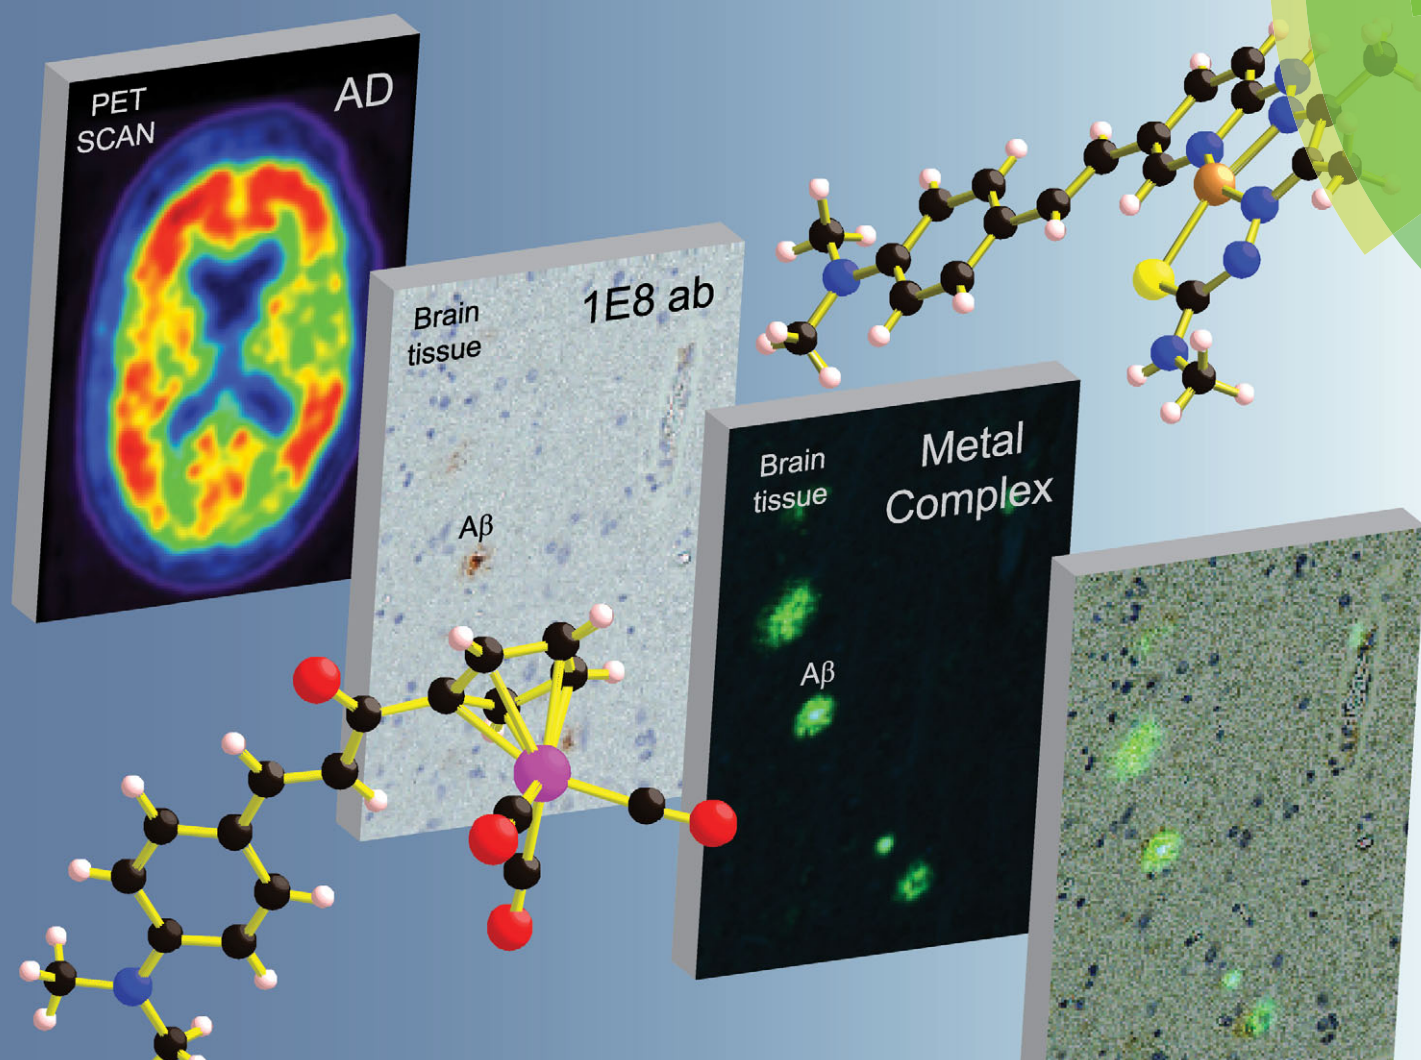 PET
SCAN
AD
Brain
tissue
1E8 ab
Aβ
Brain
tissue
Metal
Complex
Aβ